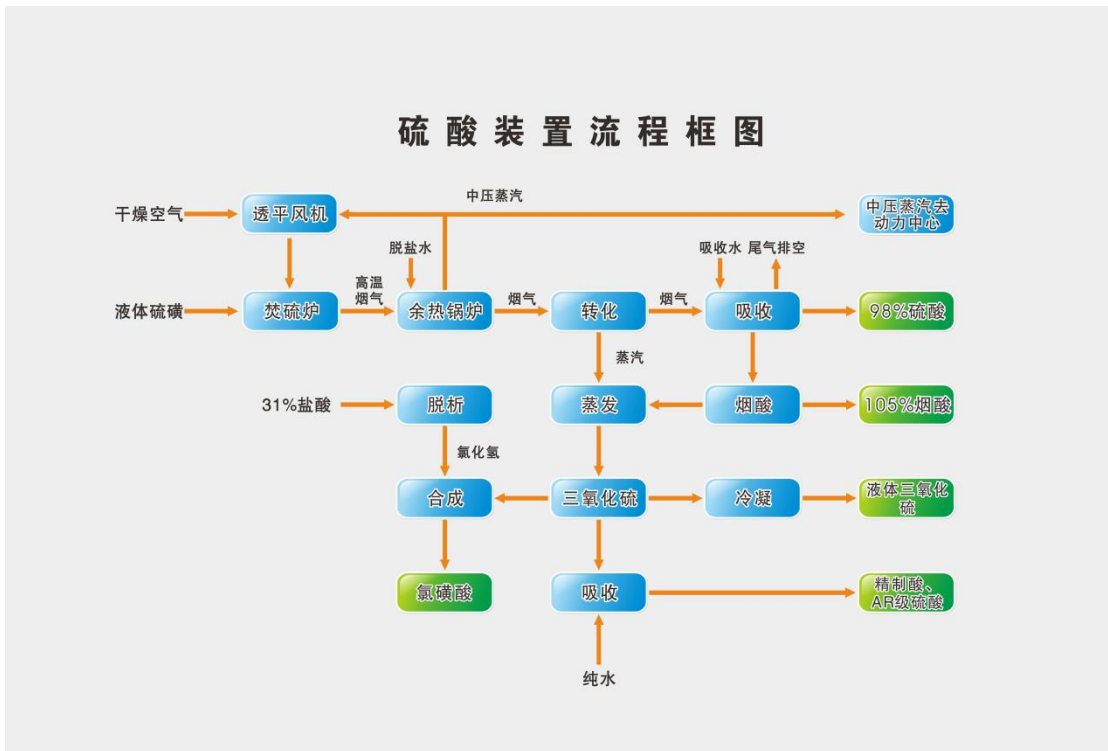 硫酸装置流程框图
中压蒸汽
干燥空气
透平风机
中压蒸汽去
动力中心
脱盐水
吸收水 尾气排空
高温
烟气
液体硫磺
焚硫炉
余热锅炉
烟气
转化
烟气
吸收
98%硫酸
蒸汽
31%盐酸
脱析
蒸发
烟酸
105%烟酸
氯化氢
合成
三氧化硫
冷凝
液体三氧化
硫
氯磺酸
吸收
精制酸、
AR级硫酸
纯水